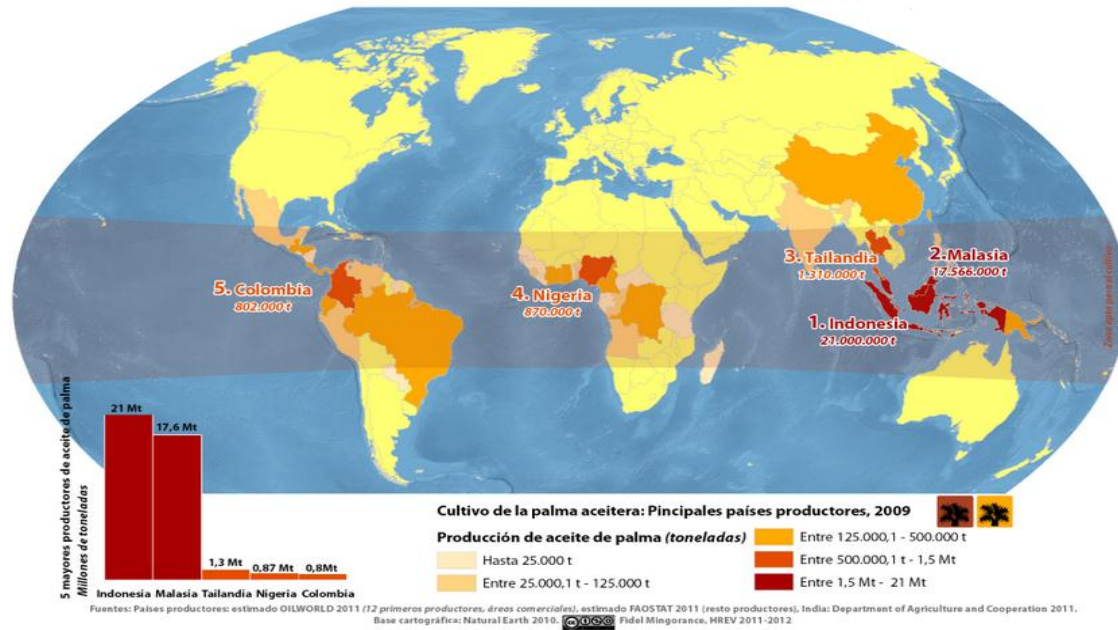 3. Tailandia
1.310.000 t
2. Malasia
17.566.000 t
5. Colombia
802.000 t
4. Nigeria
870.000 t
1. Indonesia
21.000.000 t
5 mayores productores de aceite de palma
Millones de toneladas
21 Mt
17,6 Mt
1,3 Mt
0,87 Mt
0,8Mt
Indonesia Malasia Tailandia Nigeria Colombia
Cultivo de la palma aceitera: Pincipales países productores, 2009
Producción de aceite de palma (toneladas)
Hasta 25.000 t
Entre 25.000,1 t - 125.000 t
Entre 125.000,1 - 500.000 t
Entre 500.000,1 t - 1,5 Mt
Entre 1,5 Mt - 21 Mt
Fuentes: Países productores: estimado OILWORLD 2011 (12 primeros productores, áreas comerciales), estimado FAOSTAT 2011 (resto productores), India: Department of Agriculture and Cooperation 2011.
Base cartográfica: Natural Earth 2010. Fidel Mingorance, HREV 2011-2012